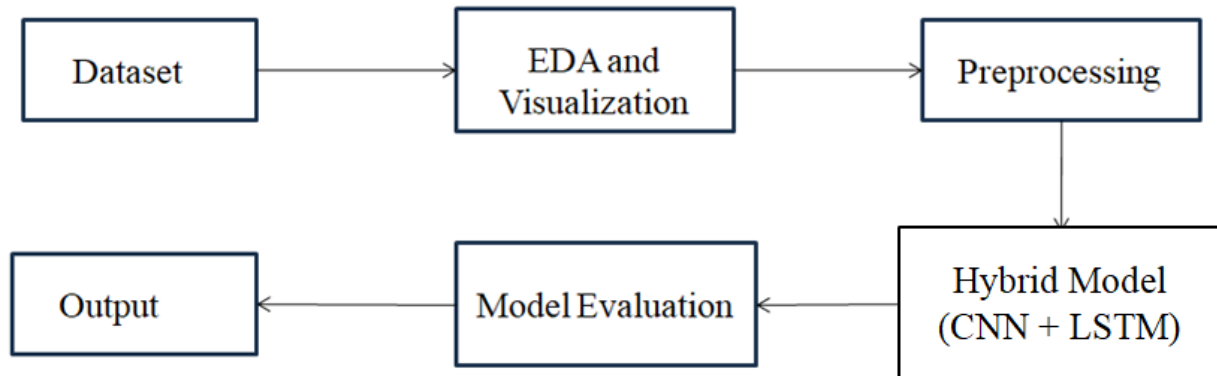 Dataset
EDA and
Visualization
Preprocessing
Hybrid Model
(CNN + LSTM)
Model Evaluation
Output